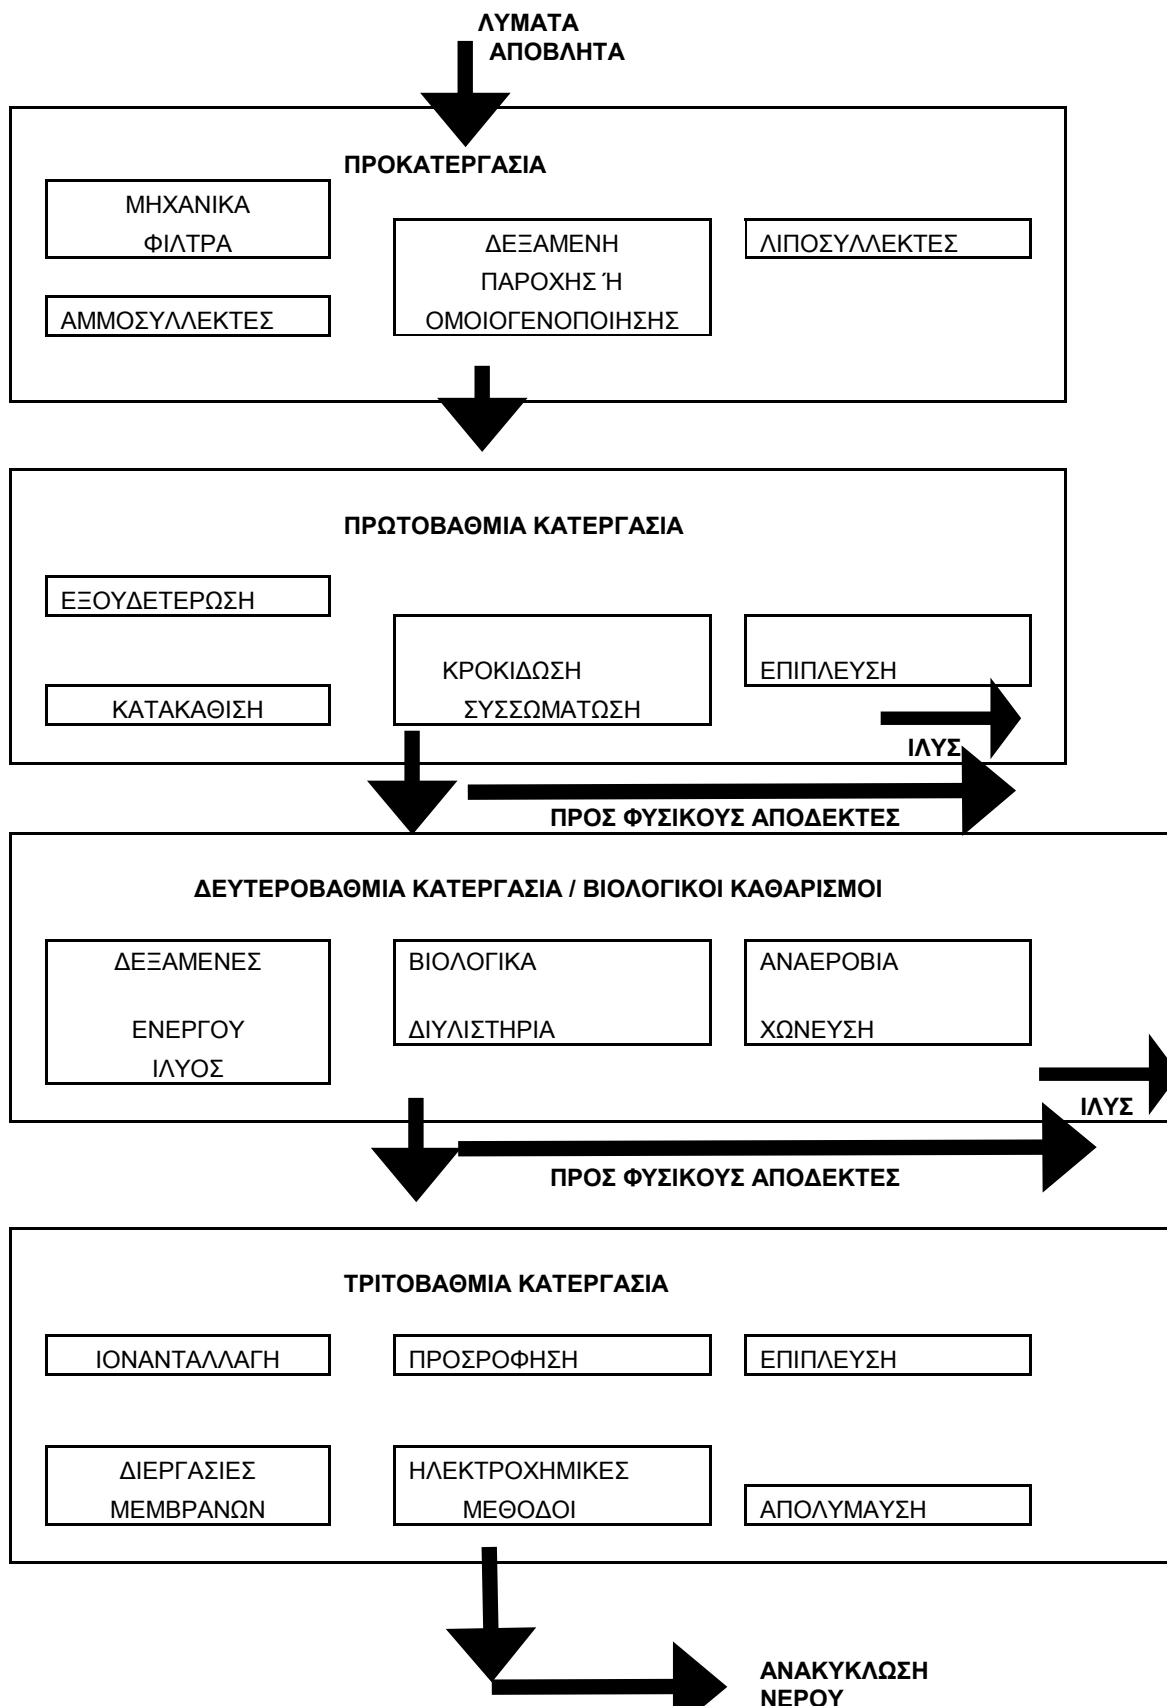 ΛΥΜΑΤΑ
ΑΠΟΒΛΗΤΑ
ΠΡΟΚΑΤΕΡΓΑΣΙΑ
ΜΗΧΑΝΙΚΑ
ΦΙΛΤΡΑ
ΑΜΜΟΣΥΛΛΕΚΤΕΣ
ΔΕΞΑΜΕΝΗ
ΠΑΡΟΧΗΣ Ή
ΟΜΟΙΟΓΕΝΟΠΟΙΗΣΗΣ
ΛΙΠΟΣΥΛΛΕΚΤΕΣ
ΠΡΩΤΟΒΑΘΜΙΑ ΚΑΤΕΡΓΑΣΙΑ
ΕΞΟΥΔΕΤΕΡΩΣΗ
ΚΑΤΑΚΑΘΙΣΗ
ΚΡΟΚΙΔΩΣΗ
ΣΥΣΣΩΜΑΤΩΣΗ
ΕΠΙΠΛΕΥΣΗ
ΙΛΥΣ
ΠΡΟΣ ΦΥΣΙΚΟΥΣ ΑΠΟΔΕΚΤΕΣ
ΔΕΥΤΕΡΟΒΑΘΜΙΑ ΚΑΤΕΡΓΑΣΙΑ / ΒΙΟΛΟΓΙΚΟΙ ΚΑΘΑΡΙΣΜΟΙ
ΔΕΞΑΜΕΝΕΣ
ΕΝΕΡΓΟΥ
ΙΛΥΟΣ
ΒΙΟΛΟΓΙΚΑ
ΔΙΥΛΙΣΤΗΡΙΑ
ΑΝΑΕΡΟΒΙΑ
ΧΩΝΕΥΣΗ
ΙΛΥΣ
ΠΡΟΣ ΦΥΣΙΚΟΥΣ ΑΠΟΔΕΚΤΕΣ
ΤΡΙΤΟΒΑΘΜΙΑ ΚΑΤΕΡΓΑΣΙΑ
ΙΟΝΑΝΤΑΛΛΑΓΗ
ΠΡΟΣΡΟΦΗΣΗ
ΕΠΙΠΛΕΥΣΗ
ΔΙΕΡΓΑΣΙΕΣ
ΜΕΜΒΡΑΝΩΝ
ΗΛΕΚΤΡΟΧΗΜΙΚΕΣ
ΜΕΘΟΔΟΙ
ΑΠΟΛΥΜΑΥΣΗ
ΑΝΑΚΥΚΛΩΣΗ
ΝΕΡΟΥ